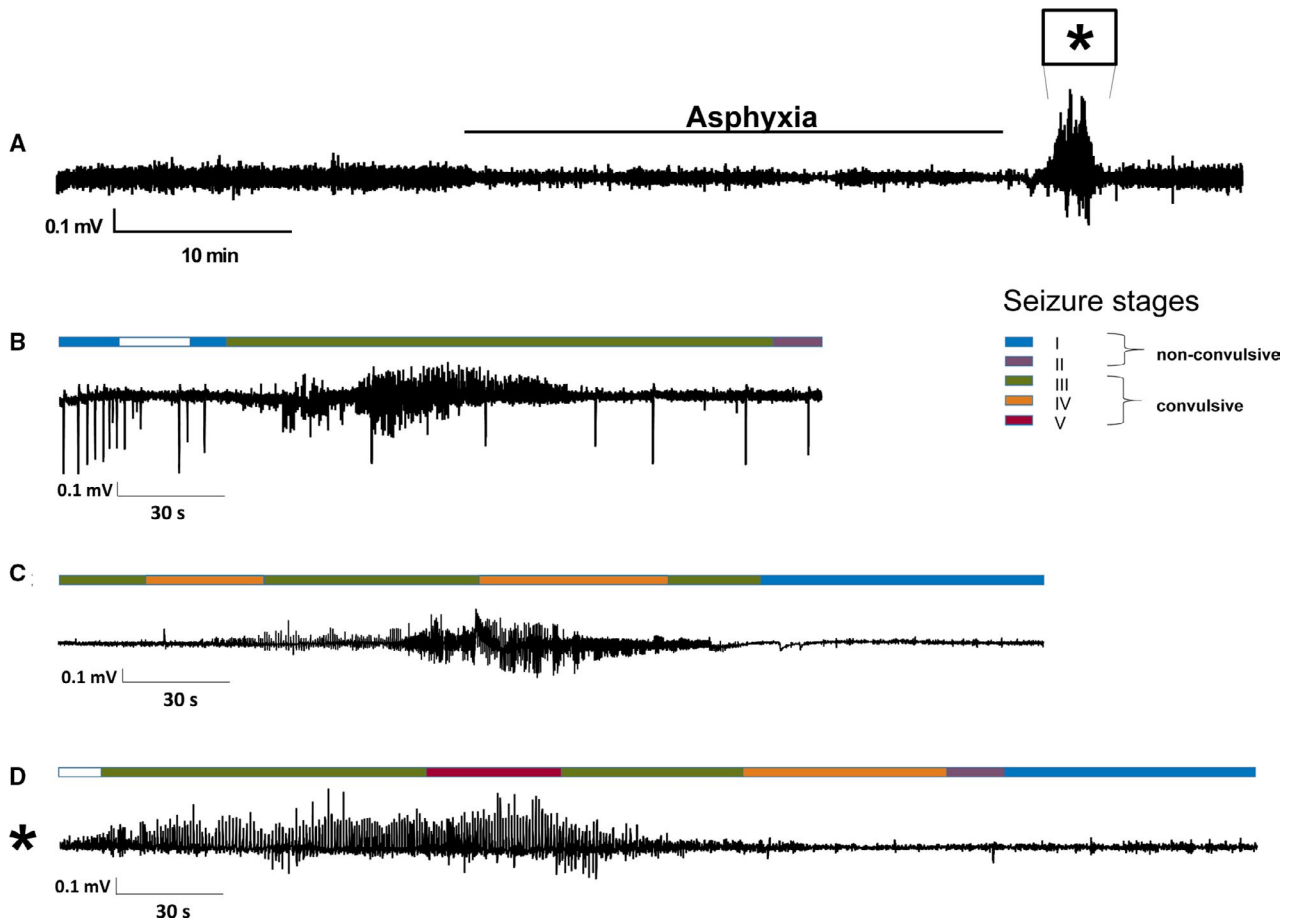 *
Asphyxia
A
0.1 mV
10 min
Seizure stages
I
II
non-convulsive
III
IV
V
convulsive
B
0.1 mV
30 s
C
0.1 mV
30 s
D
*
0.1 mV
30 s